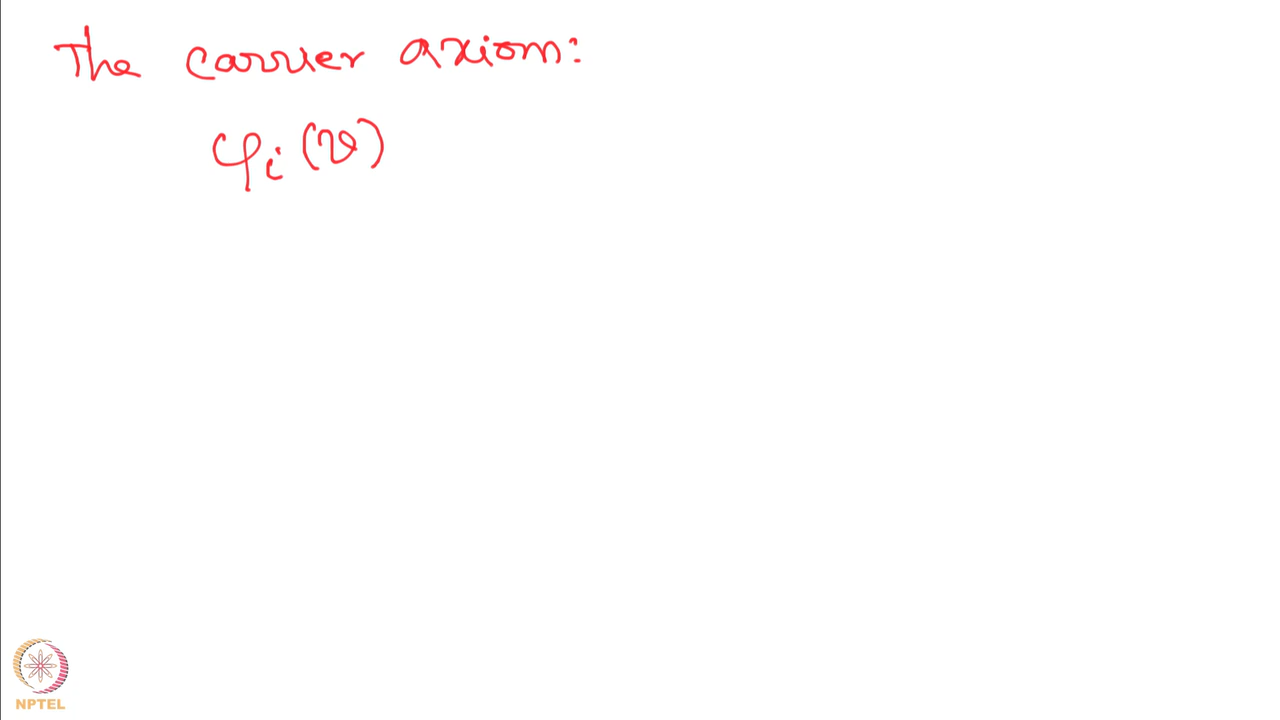 The carrier axiom:
φᵢ(v)
NPTEL